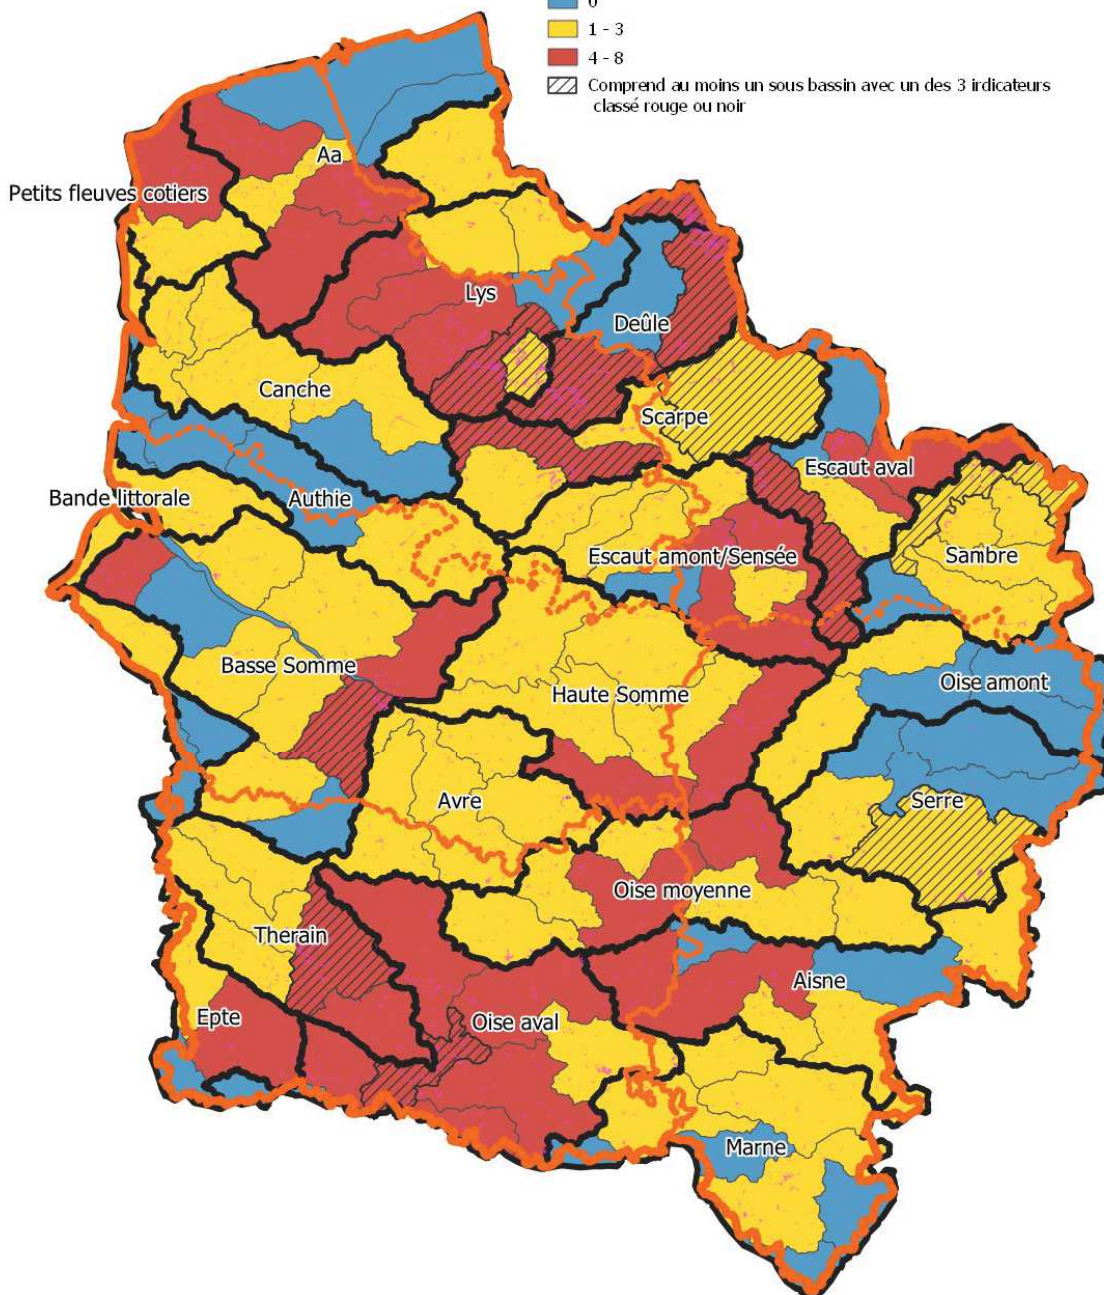 0
1 - 3
4 - 8
Comprend au moins un sous bassin avec un des 3 irdicateurs
classé rouge ou noir
Aa
Petits fleuves cotiers
Lys
Deûle
Canche
Scarpe
Escaut aval
Bande littorale
Authie
Escaut amont/Sensée
Sambre
Basse Somme
Haute Somme
Oise amont
Avre
Serre
Oise moyenne
Therain
Aisne
Epte
Oise aval
Marne